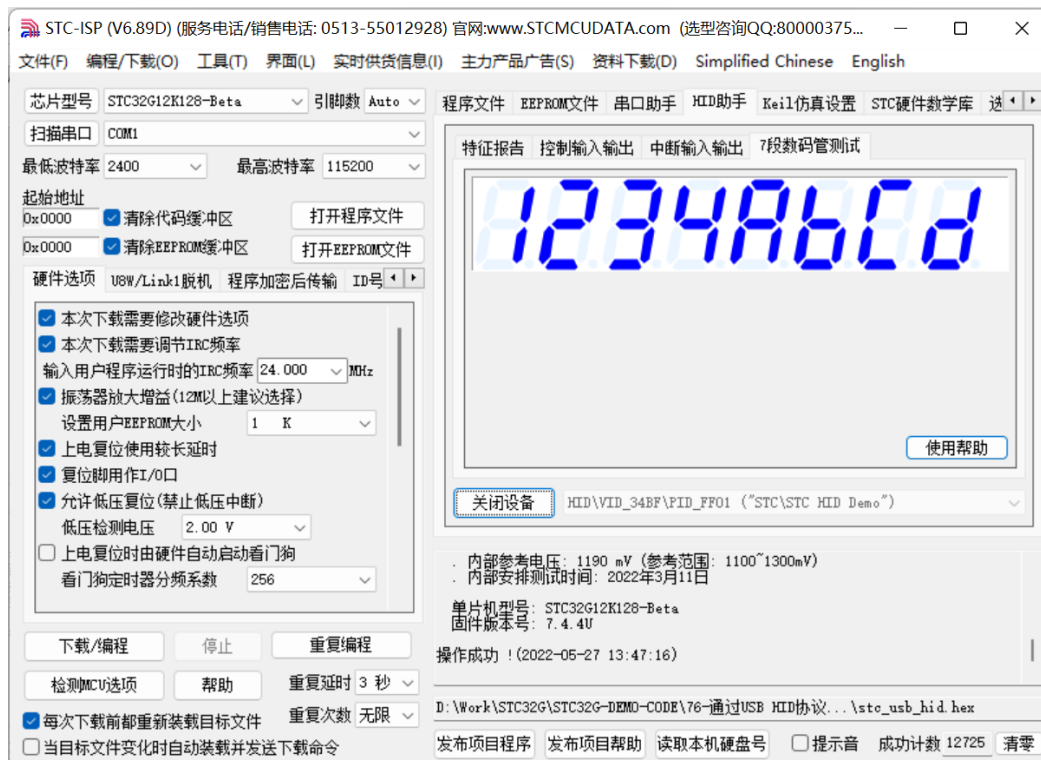 STC-ISP (V6.89D) (服务电话/销售电话: 0513-55012928) 官网:www.STCMCUDATA.com (选型咨询QQ:80000375...
文件(F) 编程/下载(O) 工具(T) 界面(L) 实时供货信息(I) 主力产品广告(S) 资料下载(D) Simplified Chinese English
芯片型号 STC32G12K128-Beta 引脚数 Auto
扫描串口 COM1
最低波特率 2400 最高波特率 115200
起始地址
0x0000 清除代码缓冲区 打开程序文件
0x0000 清除EEPROM缓冲区 打开EEPROM文件
硬件选项 U8W/Link1脱机 程序加密后传输 ID号
本次下载需要修改硬件选项
本次下载需要调节IRC频率
输入用户程序运行时的IRC频率 24.000 MHz
振荡器放大增益(12M以上建议选择)
设置用户EEPROM大小 1 K
上电复位使用较长延时
复位脚用作I/O口
允许低压复位(禁止低压中断)
低压检测电压 2.00 V
上电复位时由硬件自动启动看门狗
看门狗定时器分频系数 256
下载/编程 停止 重复编程
检测MCU选项 帮助 重复延时 3 秒
每次下载前都重新装载目标文件 重复次数 无限
当目标文件变化时自动装载并发送下载命令
程序文件 EEPROM文件 串口助手 HID助手 Keil仿真设置 STC硬件数学库 选
特征报告 控制输入输出 中断输入输出 7段数码管测试
1234AbCd
使用帮助
关闭设备 HID\VID_34BF\PID_FF01 ("STC\STC HID Demo")
. 内部参考电压: 1190 mV (参考范围: 1100~1300mV)
. 内部安排测试时间: 2022年3月11日
单片机型号: STC32G12K128-Beta
固件版本号: 7.4.4U
操作成功 !(2022-05-27 13:47:16)
D:\Work\STC32G\STC32G-DEMO-CODE\76-通过USB HID协议...\stc_usb_hid.hex
发布项目程序 发布项目帮助 读取本机硬盘号 提示音 成功计数 12725 清零